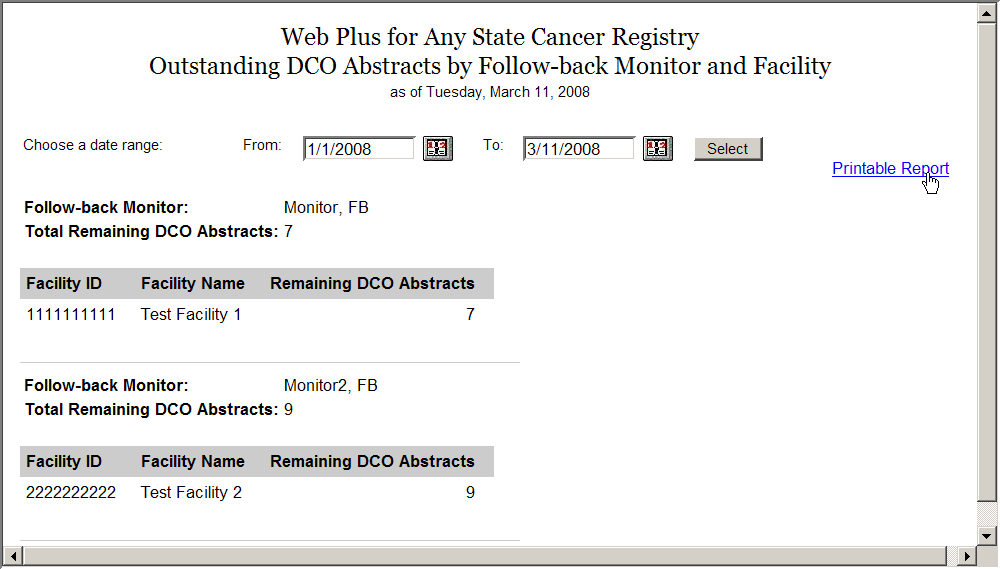 Web Plus for Any State Cancer Registry
Outstanding DCO Abstracts by Follow-back Monitor and Facility
as of Tuesday, March 11, 2008
Choose a date range: From: 1/1/2008 To: 3/11/2008 Select
Printable Report
Follow-back Monitor: Monitor, FB
Total Remaining DCO Abstracts: 7
Facility ID Facility Name Remaining DCO Abstracts
1111111111 Test Facility 1 7
Follow-back Monitor: Monitor2, FB
Total Remaining DCO Abstracts: 9
Facility ID Facility Name Remaining DCO Abstracts
2222222222 Test Facility 2 9